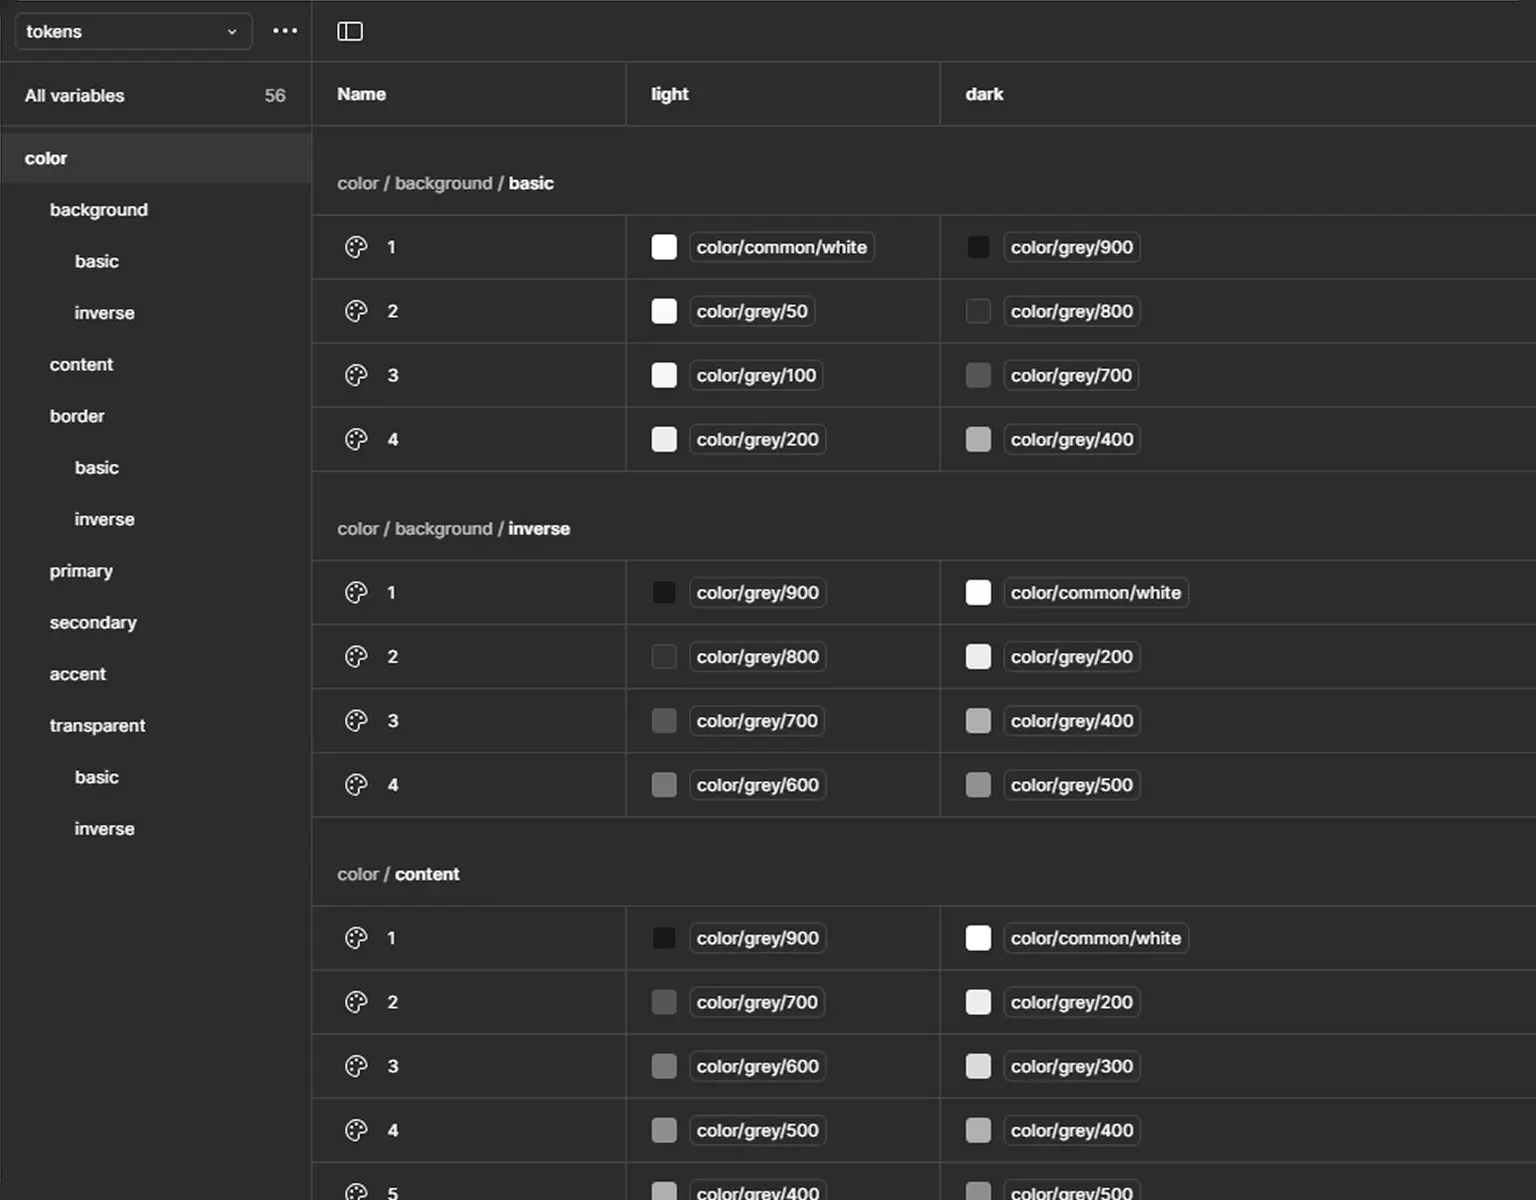 tokens
All variables 56
color
background
basic
inverse
content
border
basic
inverse
primary
secondary
accent
transparent
basic
inverse
Name light dark
color / background / basic
1 color/common/white color/grey/900
2 color/grey/50 color/grey/800
3 color/grey/100 color/grey/700
4 color/grey/200 color/grey/400
color / background / inverse
1 color/grey/900 color/common/white
2 color/grey/800 color/grey/200
3 color/grey/700 color/grey/400
4 color/grey/600 color/grey/500
color / content
1 color/grey/900 color/common/white
2 color/grey/700 color/grey/200
3 color/grey/600 color/grey/300
4 color/grey/500 color/grey/400
5 color/grey/400 color/grey/500